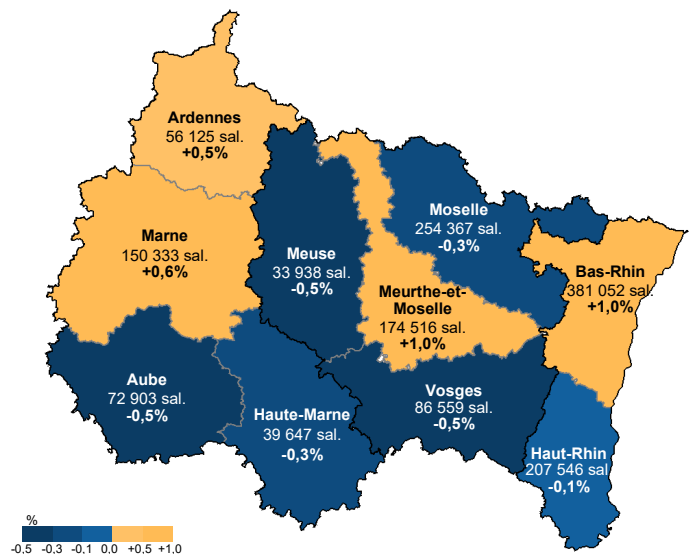 Ardennes
56 125 sal.
+0,5%
Marne
150 333 sal.
+0,6%
Meuse
33 938 sal.
-0,5%
Moselle
254 367 sal.
-0,3%
Meurthe-et-
Moselle
174 516 sal.
+1,0%
Bas-Rhin
381 052 sal.
+1,0%
Aube
72 903 sal.
-0,5%
Haute-Marne
39 647 sal.
-0,3%
Vosges
86 559 sal.
-0,5%
Haut-Rhin
207 546 sal.
-0,1%
%
-0.5 -0.3 -0.1 0.0 +0.5 +1.0